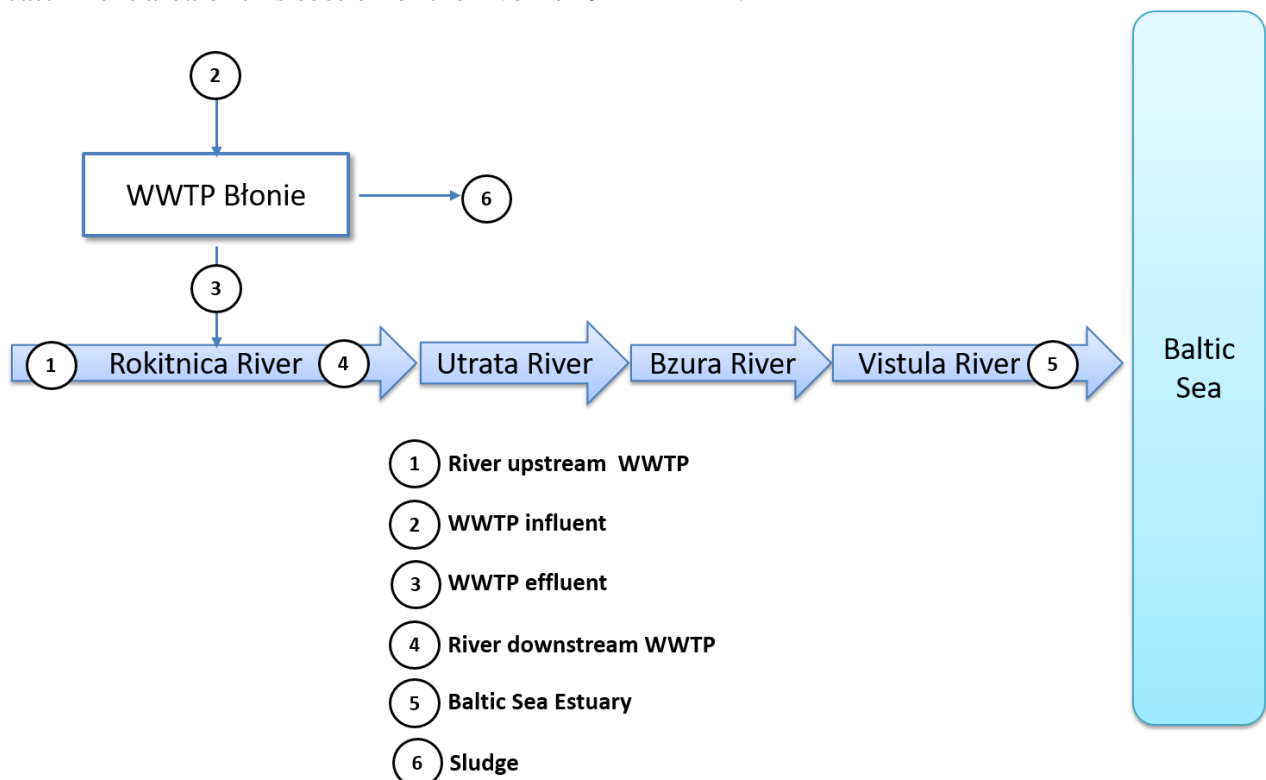 2
WWTP Błonie
6
3
1
Rokitnica River
4
Utrata River
Bzura River
Vistula River
5
Baltic
Sea
1 River upstream WWTP
2 WWTP influent
3 WWTP effluent
4 River downstream WWTP
5 Baltic Sea Estuary
6 Sludge